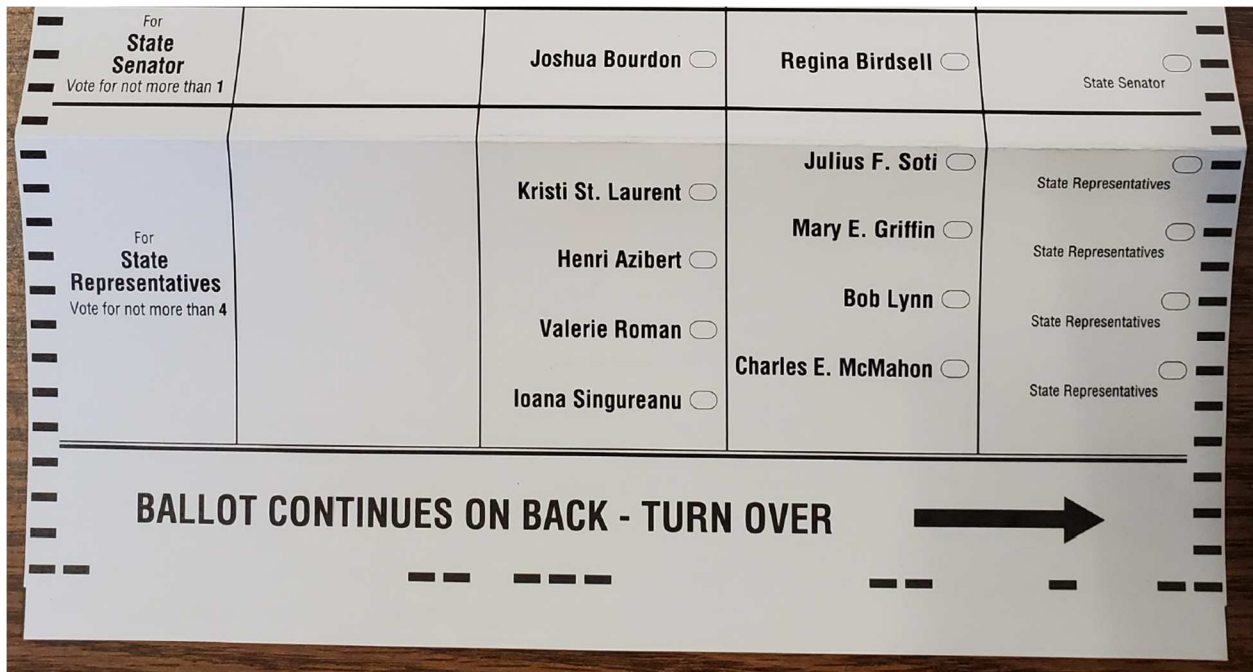 For
State
Senator
Vote for not more than 1
Joshua Bourdon
Regina Birdsell
State Senator
For
State
Representatives
Vote for not more than 4
Kristi St. Laurent
Henri Azibert
Valerie Roman
Ioana Singureanu
Julius F. Soti
Mary E. Griffin
Bob Lynn
Charles E. McMahon
State Representatives
State Representatives
State Representatives
State Representatives
BALLOT CONTINUES ON BACK - TURN OVER